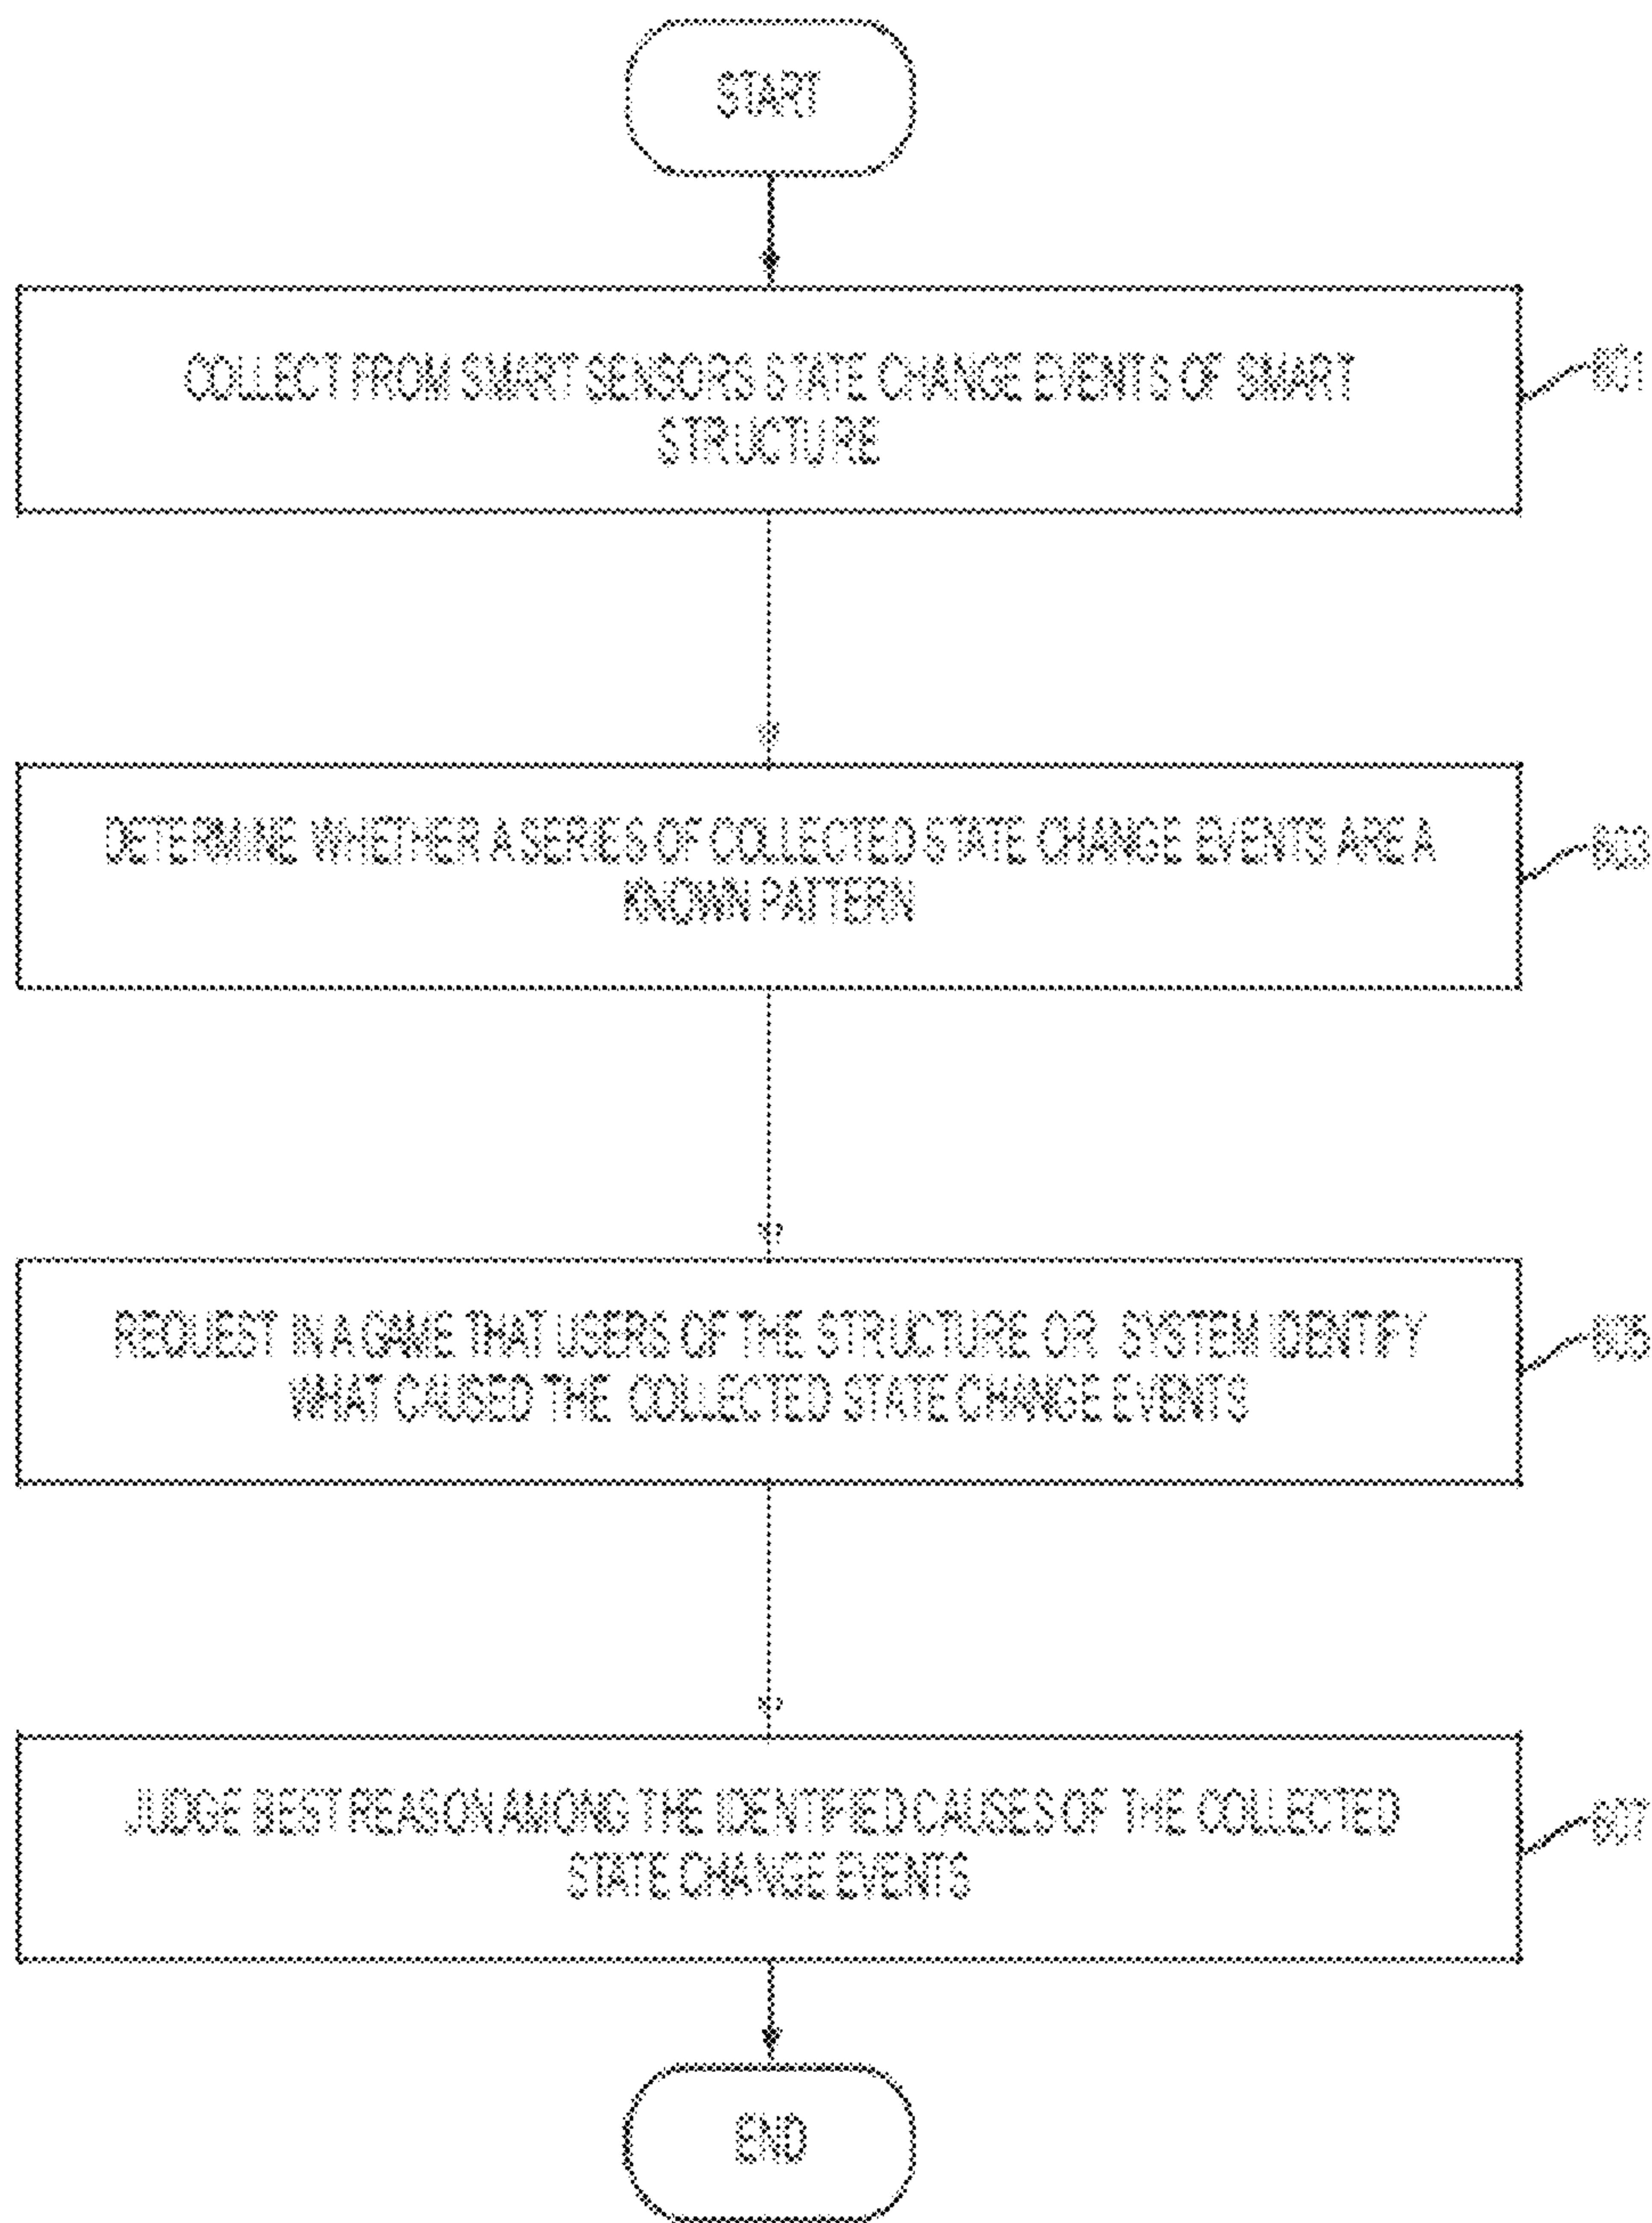 START
COLLECT FROM SMART SENSORS STATE CHANGE EVENTS OF SMART
STRUCTURE
801
DETERMINE WHETHER A SERIES OF COLLECTED STATE CHANGE EVENTS ARE A
KNOWN PATTERN
803
REQUEST IN A GAME THAT USERS OF THE STRUCTURE OR SYSTEM IDENTIFY
WHAT CAUSED THE COLLECTED STATE CHANGE EVENTS
805
JUDGE BEST REASON AMONG THE IDENTIFIED CAUSES OF THE COLLECTED
STATE CHANGE EVENTS
807
END